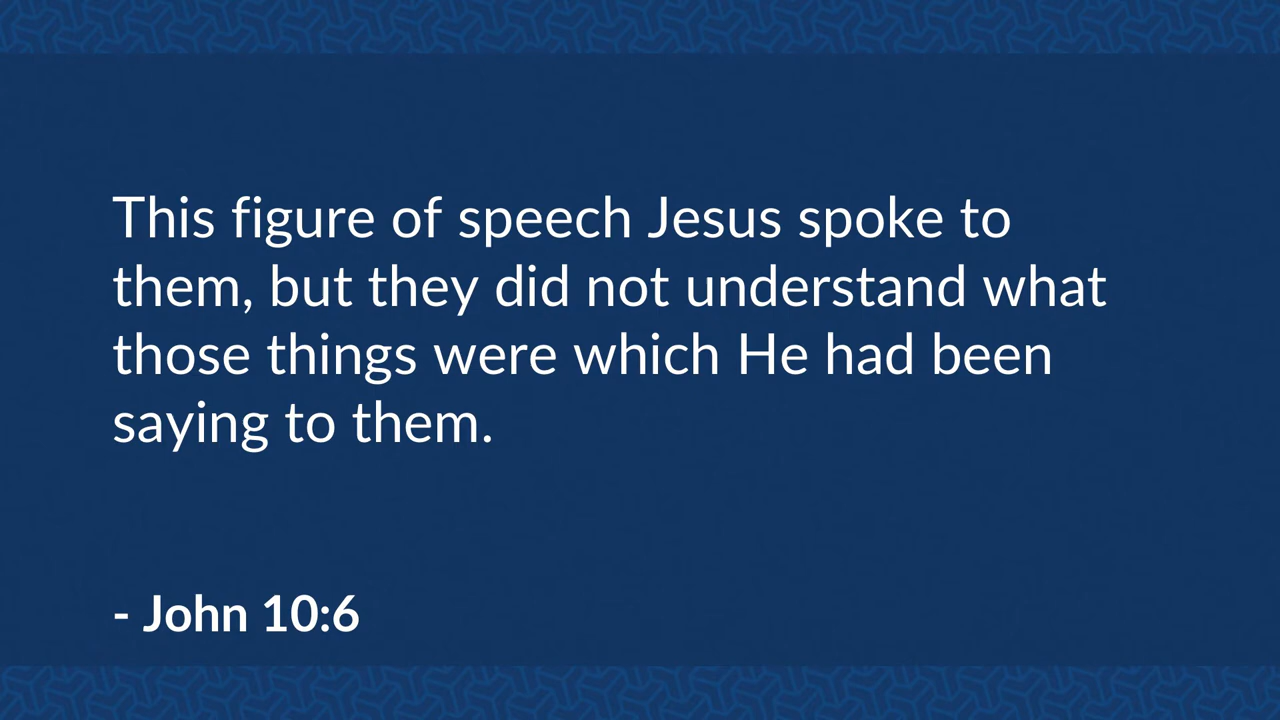 This figure of speech Jesus spoke to
them, but they did not understand what
those things were which He had been
saying to them.
- John 10:6